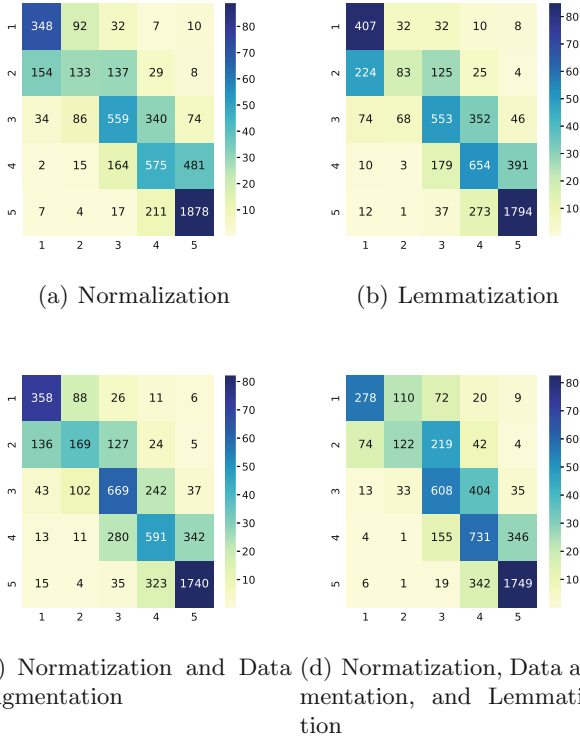 1 348 92 32 7 10
2 154 133 137 29 8
3 34 86 559 340 74
4 2 15 164 575 481
5 7 4 17 211 1878
1 2 3 4 5
80
70
60
50
40
30
20
10
(a) Normalization
1 407 32 32 10 8
2 224 83 125 25 4
3 74 68 553 352 46
4 10 3 179 654 391
5 12 1 37 273 1794
1 2 3 4 5
80
70
60
50
40
30
20
10
(b) Lemmatization
1 358 88 26 11 6
2 136 169 127 24 5
3 43 102 669 242 37
4 13 11 280 591 342
5 15 4 35 323 1740
1 2 3 4 5
80
70
60
50
40
30
20
10
) Normatization and Data
gmentation
1 278 110 72 20 9
2 74 122 219 42 4
3 13 33 608 404 35
4 4 1 155 731 346
5 6 1 19 342 1749
1 2 3 4 5
80
70
60
50
40
30
20
10
(d) Normatization, Data a
mentation, and Lemmati
tion